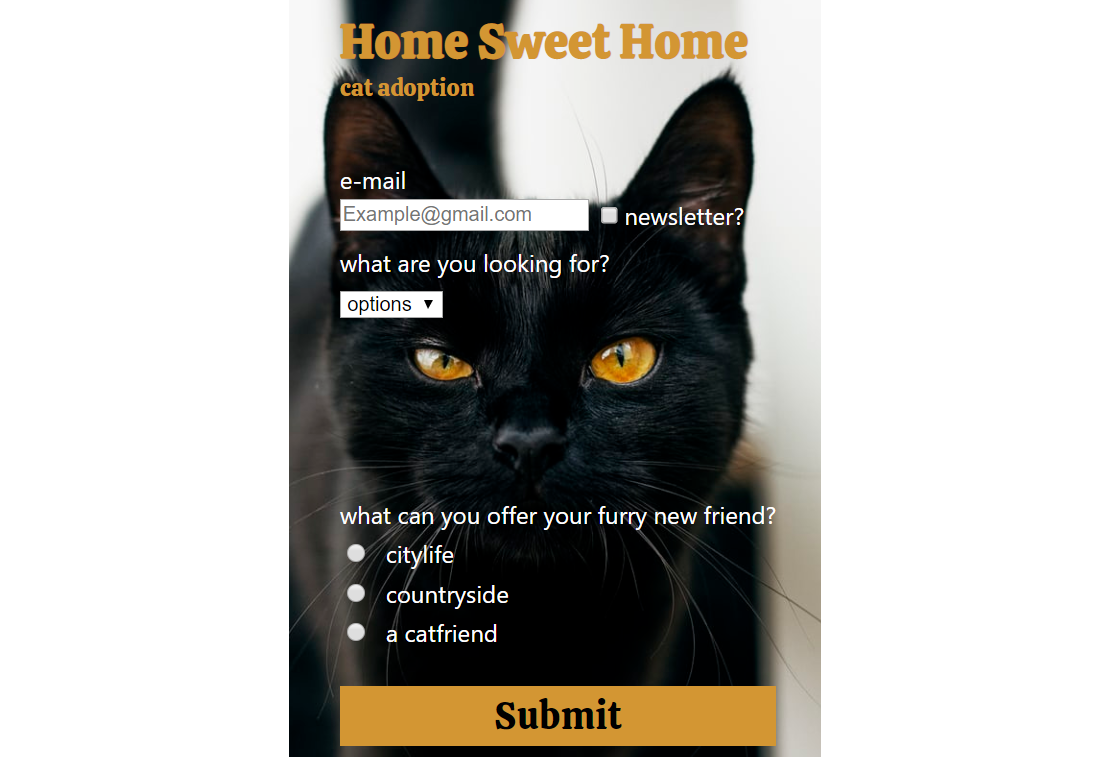 Home Sweet Home
cat adoption
e-mail
Example@gmail.com newsletter?
what are you looking for?
options ▼
what can you offer your furry new friend?
citylife
countryside
a catfriend
Submit